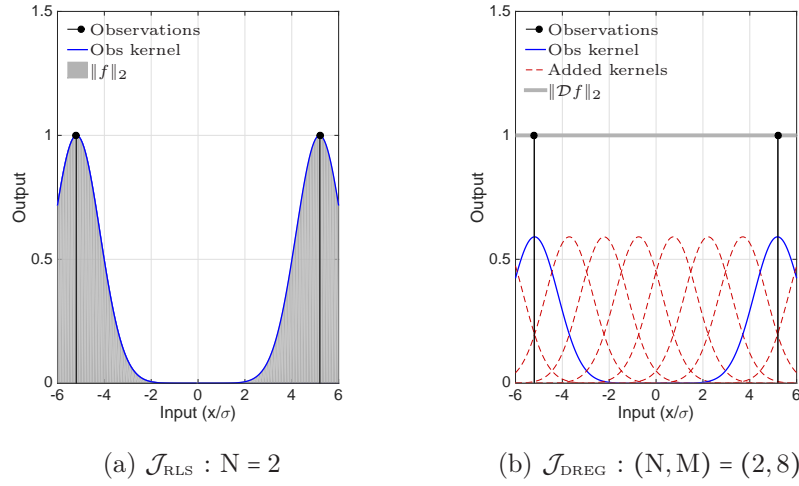 1.5
1
0.5
0
Output
Observations
Obs kernel
‖f‖₂
-6 -4 -2 0 2 4 6
Input (x/σ)
(a) 𝒥RLS : N = 2
1.5
1
0.5
0
Output
Observations
Obs kernel
Added kernels
‖𝒟f‖₂
-6 -4 -2 0 2 4 6
Input (x/σ)
(b) 𝒥DREG : (N, M) = (2, 8)